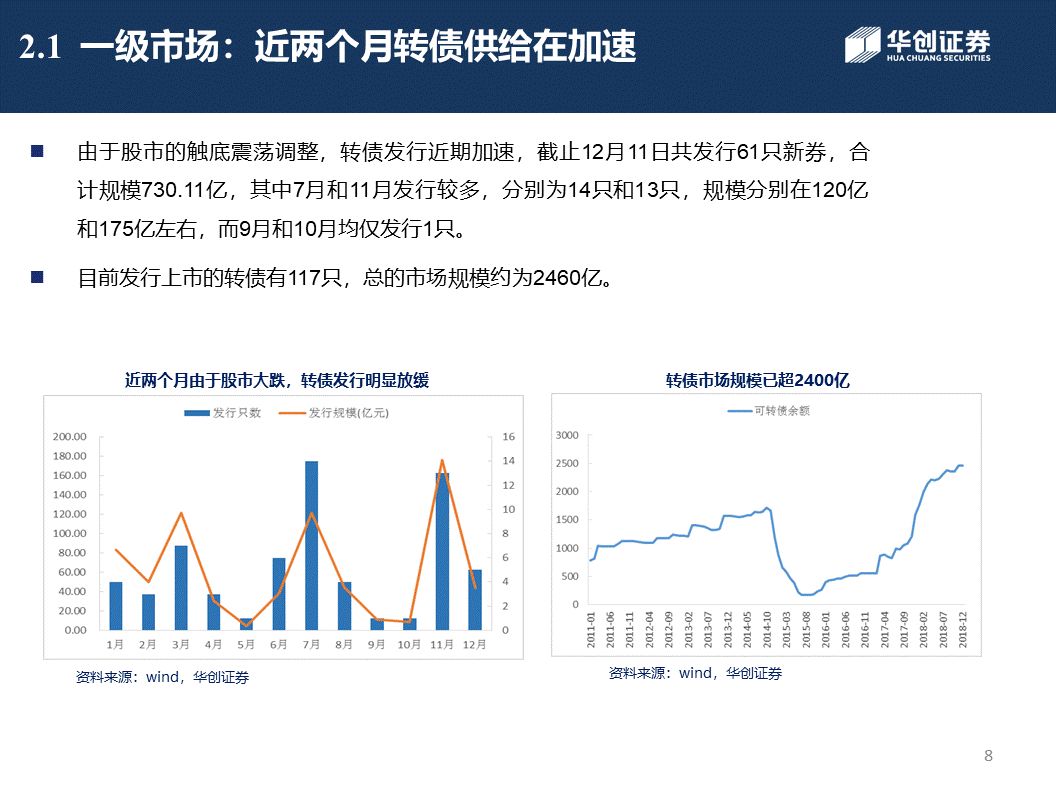 2.1 一级市场：近两个月转债供给在加速
华创证券
HUA CHUANG SECURITIES
■ 由于股市的触底震荡调整，转债发行近期加速，截止12月11日共发行61只新券，合
计规模730.11亿，其中7月和11月发行较多，分别为14只和13只，规模分别在120亿
和175亿左右，而9月和10月均仅发行1只。
■ 目前发行上市的转债有117只，总的市场规模约为2460亿。
近两个月由于股市大跌，转债发行明显放缓
发行只数 发行规模(亿元)
200.00 16
180.00 14
160.00 12
140.00 10
120.00 8
100.00 6
80.00 4
60.00 2
40.00 0
20.00
0.00
1月 2月 3月 4月 5月 6月 7月 8月 9月 10月 11月 12月
资料来源：wind，华创证券
转债市场规模已超2400亿
可转债余额
3000
2500
2000
1500
1000
500
0
2011-01 2011-06 2011-11 2012-04 2012-09 2013-02 2013-07 2013-12 2014-05 2014-10 2015-03 2015-08 2016-01 2016-06 2016-11 2017-04 2017-09 2018-02 2018-07 2018-12
资料来源：wind，华创证券
8